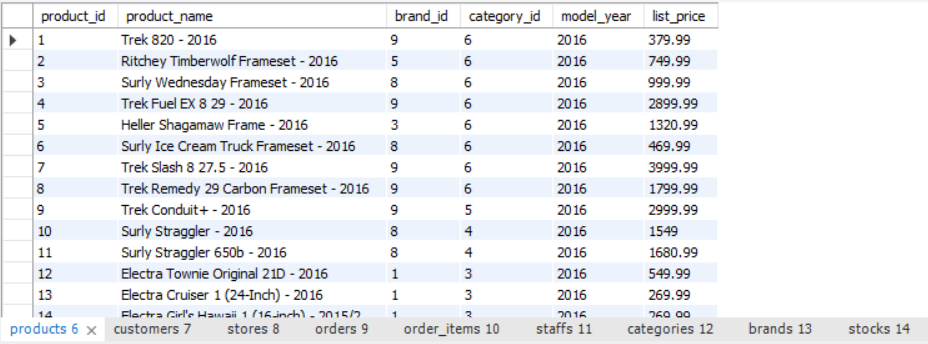 product_id product_name brand_id category_id model_year list_price
1 Trek 820 - 2016 9 6 2016 379.99
2 Ritchey Timberwolf Frameset - 2016 5 6 2016 749.99
3 Surly Wednesday Frameset - 2016 8 6 2016 999.99
4 Trek Fuel EX 8 29 - 2016 9 6 2016 2899.99
5 Heller Shagamaw Frame - 2016 3 6 2016 1320.99
6 Surly Ice Cream Truck Frameset - 2016 8 6 2016 469.99
7 Trek Slash 8 27.5 - 2016 9 6 2016 3999.99
8 Trek Remedy 29 Carbon Frameset - 2016 9 6 2016 1799.99
9 Trek Conduit+ - 2016 9 5 2016 2999.99
10 Surly Straggler - 2016 8 4 2016 1549
11 Surly Straggler 650b - 2016 8 4 2016 1680.99
12 Electra Townie Original 21D - 2016 1 3 2016 549.99
13 Electra Cruiser 1 (24-Inch) - 2016 1 3 2016 269.99
14 Electra Girl's Hawaii 1 (16-inch) - 2015/2 1 3 2016 269.99
products 6 × customers 7 stores 8 orders 9 order_items 10 staffs 11 categories 12 brands 13 stocks 14